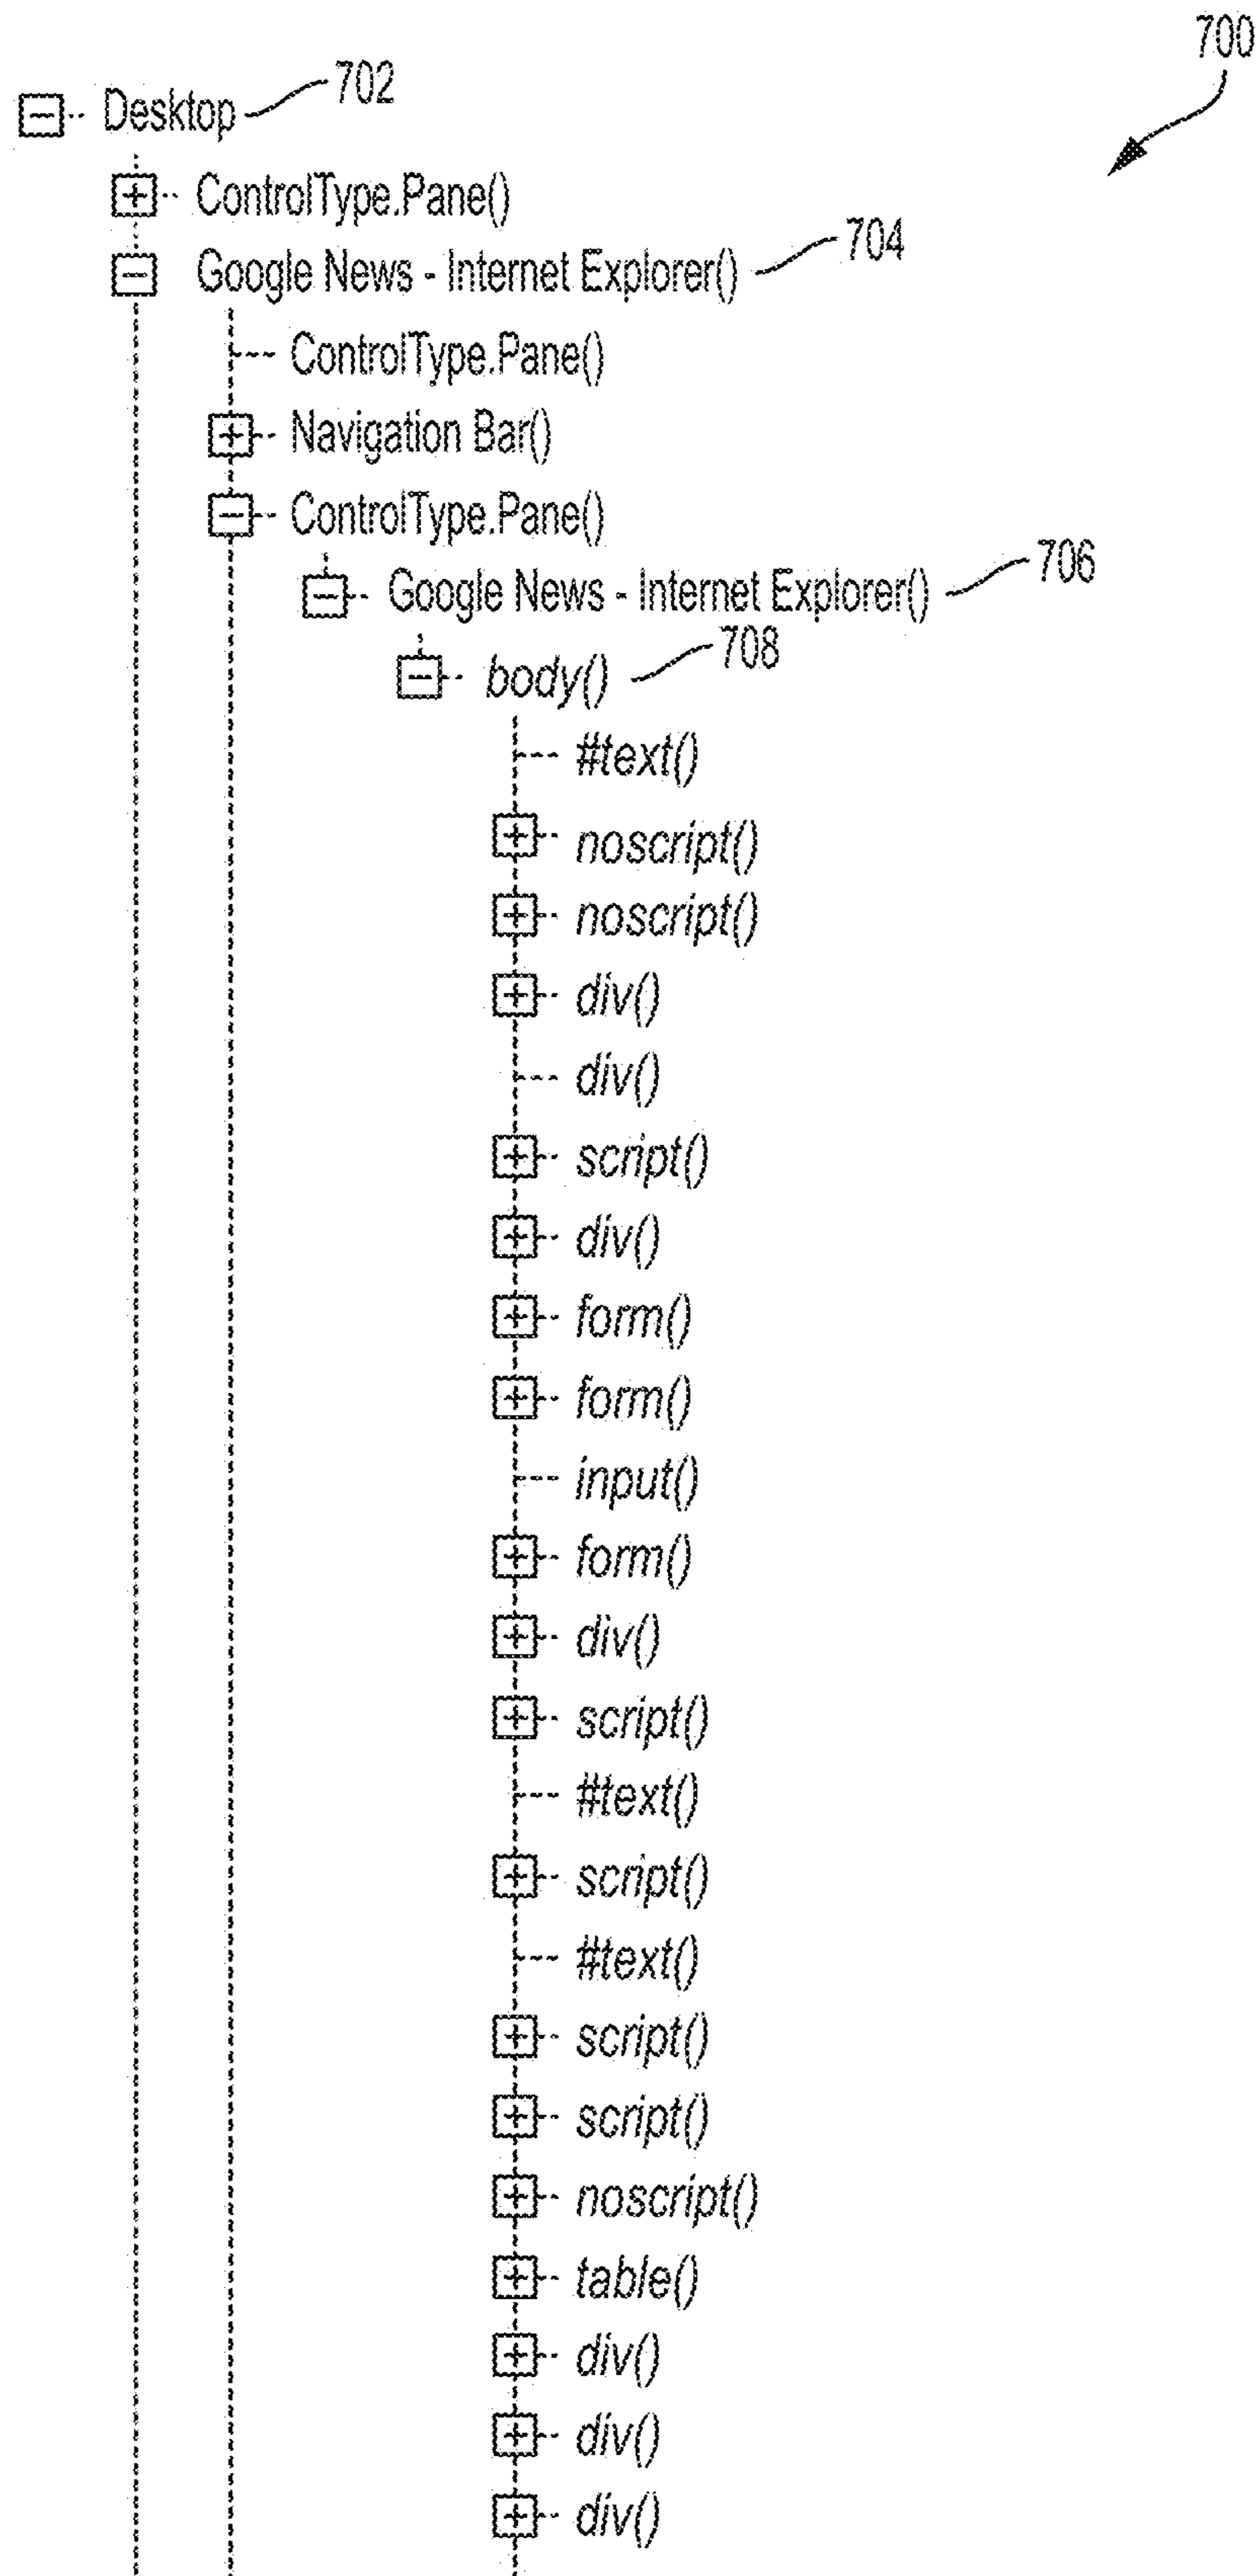 700
Desktop 702
ControlType.Pane()
Google News - Internet Explorer() 704
ControlType.Pane()
Navigation Bar()
ControlType.Pane()
Google News - Internet Explorer() 706
body() 708
#text()
noscript()
noscript()
div()
div()
script()
div()
form()
form()
input()
form()
div()
script()
#text()
script()
#text()
script()
script()
noscript()
table()
div()
div()
div()